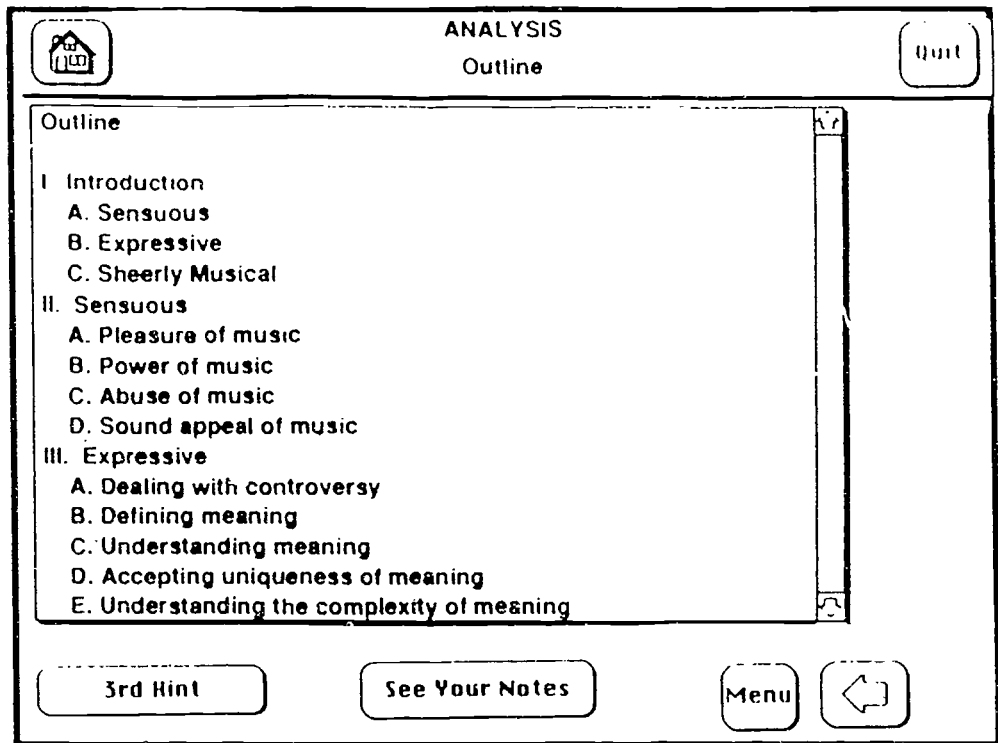 ANALYSIS
Outline
Quit
Outline
I Introduction
A. Sensuous
B. Expressive
C. Sheerly Musical
II. Sensuous
A. Pleasure of music
B. Power of music
C. Abuse of music
D. Sound appeal of music
III. Expressive
A. Dealing with controversy
B. Defining meaning
C. Understanding meaning
D. Accepting uniqueness of meaning
E. Understanding the complexity of meaning
3rd Hint
See Your Notes
Menu